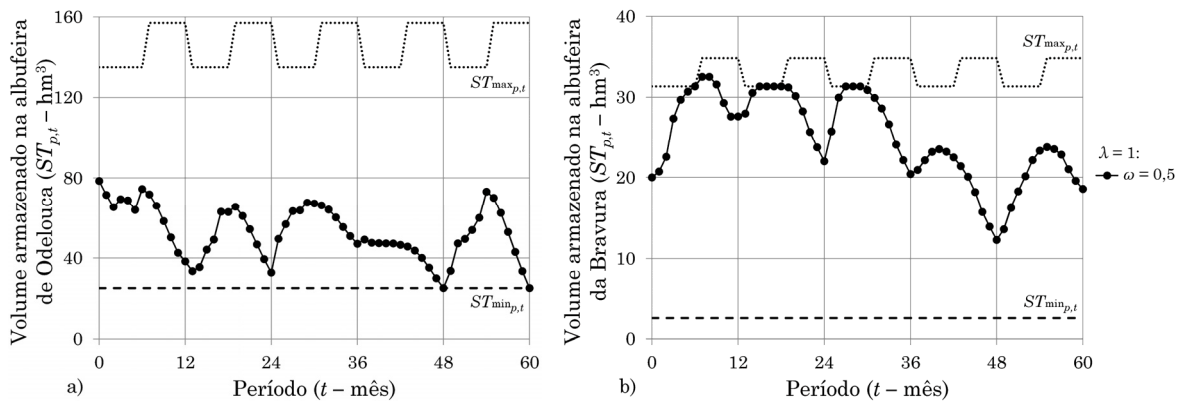 Volume armazenado na albufeira
de Odelouca (STp,t – hm³)
160
120
80
40
0
STmaxp,t
STminp,t
0 12 24 36 48 60
a) Período (t – mês)
Volume armazenado na albufeira
da Bravura (STp,t – hm³)
40
30
20
10
0
STmaxp,t
STminp,t
0 12 24 36 48 60
b) Período (t – mês)
λ = 1:
ω = 0,5